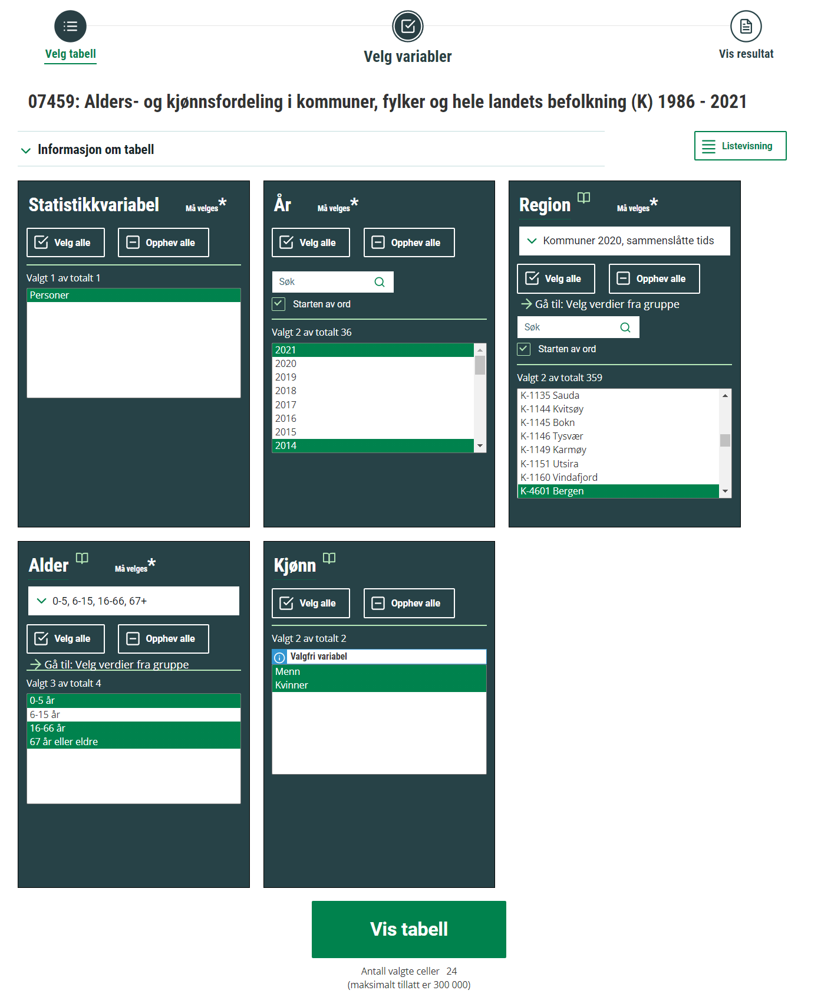 Velg tabell
Velg variabler
Vis resultat
07459: Alders- og kjønnsfordeling i kommuner, fylker og hele landets befolkning (K) 1986 - 2021
Informasjon om tabell
Listevisning
Statistikkvariabel
Må velges*
Velg alle
Opphev alle
Valgt 1 av totalt 1
Personer
År
Må velges*
Velg alle
Opphev alle
Søk
Starten av ord
Valgt 2 av totalt 36
2021
2020
2019
2018
2017
2016
2015
2014
Region
Må velges*
Kommuner 2020, sammenslåtte tids
Velg alle
Opphev alle
Gå til: Velg verdier fra gruppe
Søk
Starten av ord
Valgt 2 av totalt 359
K-1135 Sauda
K-1144 Kvitsøy
K-1145 Bokn
K-1146 Tysvær
K-1149 Karmøy
K-1151 Utsira
K-1160 Vindafjord
K-4601 Bergen
Alder
Må velges*
0-5, 6-15, 16-66, 67+
Velg alle
Opphev alle
Gå til: Velg verdier fra gruppe
Valgt 3 av totalt 4
0-5 år
6-15 år
16-66 år
67 år eller eldre
Kjønn
Velg alle
Opphev alle
Valgt 2 av totalt 2
Valgfri variabel
Menn
Kvinner
Vis tabell
Antall valgte celler 24
(maksimalt tillatt er 300 000)